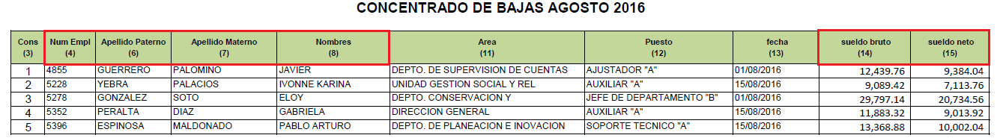 CONCENTRADO DE BAJAS AGOSTO 2016
Cons Num Empl Apellido Paterno Apellido Materno Nombres Area Puesto fecha sueldo bruto sueldo neto
(3) (4) (6) (7) (8) (11) (12) (13) (14) (15)
1 4855 GUERRERO PALOMINO JAVIER DEPTO. DE SUPERVISION DE CUENTAS AJUSTADOR "A" 01/08/2016 12,439.76 9,384.04
2 5228 YEBRA PALACIOS IVONNE KARINA UNIDAD GESTION SOCIAL Y REL AUXILIAR "A" 15/08/2016 9,089.42 7,113.76
3 5278 GONZALEZ SOTO ELOY DEPTO. CONSERVACION Y JEFE DE DEPARTAMENTO "B" 01/08/2016 29,797.14 20,734.56
4 5352 PERALTA DIAZ GABRIELA DIRECCION GENERAL AUXILIAR "A" 15/08/2016 11,883.32 9,013.92
5 5396 ESPINOSA MALDONADO PABLO ARTURO DEPTO. DE PLANEACION E INOVACION SOPORTE TECNICO "A" 15/08/2016 13,368.88 10,002.04